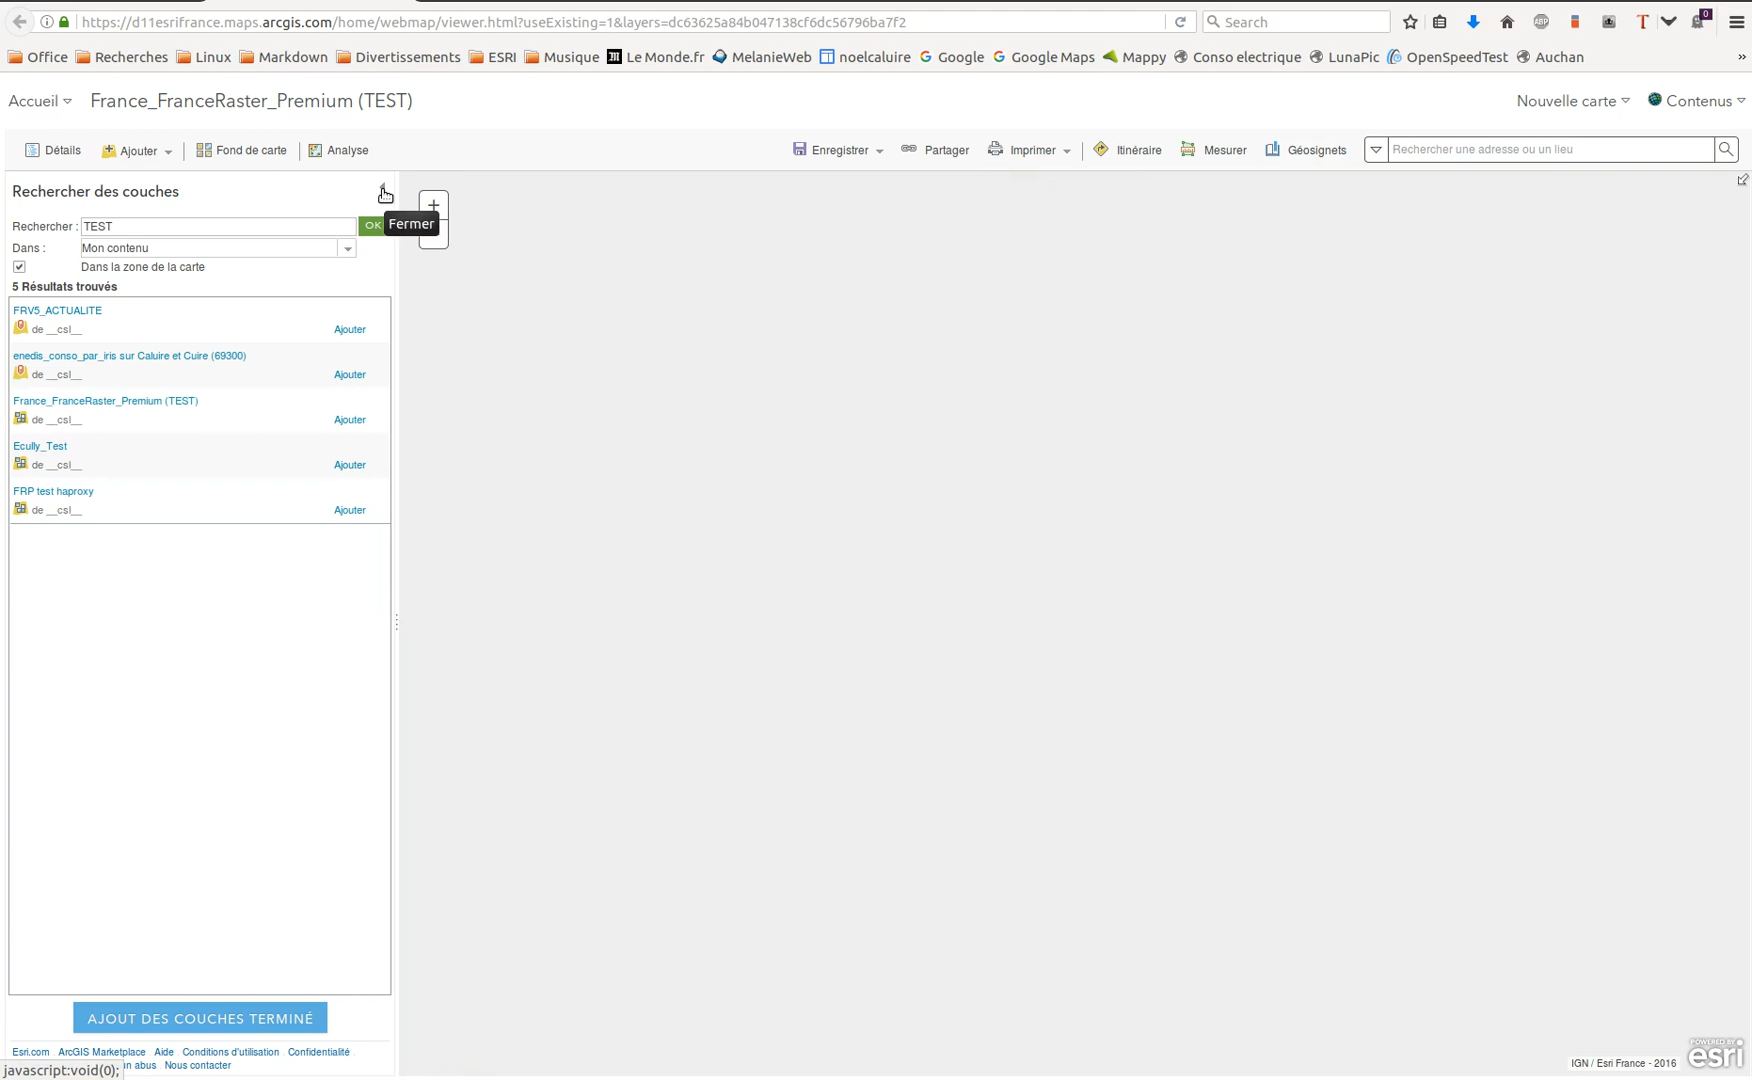 https://d11esrifrance.maps.arcgis.com/home/webmap/viewer.html?useExisting=1&layers=dc63625a84b047138cf6dc56796ba7f2 Search ABP T 0
Office Recherches Linux Markdown Divertissements ESRI Musique Le Monde.fr MelanieWeb noelcaluire Google Google Maps Mappy Conso electrique LunaPic OpenSpeedTest Auchan »
Accueil France_FranceRaster_Premium (TEST) Nouvelle carte Contenus
Détails Ajouter Fond de carte Analyse Enregistrer Partager Imprimer Itinéraire Mesurer Géosignets Rechercher une adresse ou un lieu
Rechercher des couches
+
Rechercher : TEST OK Fermer
Dans : Mon contenu
Dans la zone de la carte
5 Résultats trouvés
FRV5_ACTUALITE
de __csl__ Ajouter
enedis_conso_par_iris sur Caluire et Cuire (69300)
de __csl__ Ajouter
France_FranceRaster_Premium (TEST)
de __csl__ Ajouter
Ecully_Test
de __csl__ Ajouter
FRP test haproxy
de __csl__ Ajouter
AJOUT DES COUCHES TERMINÉ
Esri.com . ArcGIS Marketplace . Aide . Conditions d'utilisation . Confidentialité .
javascript:void(0); un abus . Nous contacter
IGN / Esri France - 2016
POWERED BY
esri